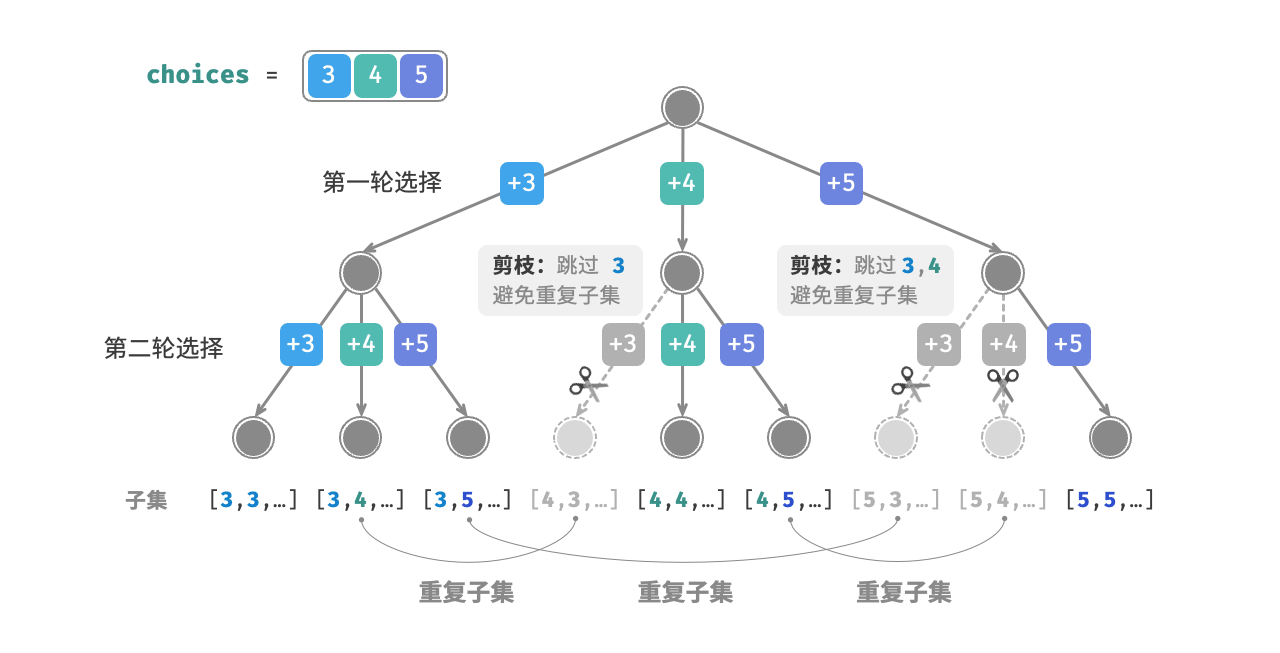 choices = 3 4 5
第一轮选择 +3 +4 +5
剪枝：跳过 3
避免重复子集
剪枝：跳过 3,4
避免重复子集
第二轮选择 +3 +4 +5 +3 +4 +5 +3 +4 +5
子集 [3,3,…] [3,4,…] [3,5,…] [4,3,…] [4,4,…] [4,5,…] [5,3,…] [5,4,…] [5,5,…]
重复子集 重复子集 重复子集